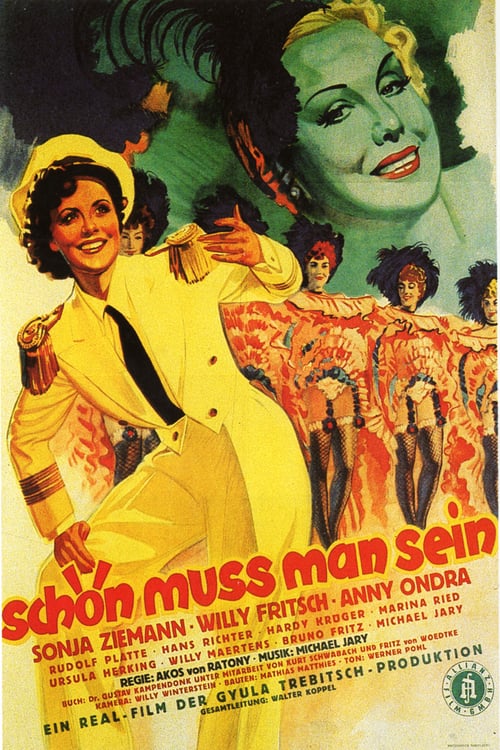 schön muss man sein
SONJA ZIEMANN · WILLY FRITSCH · ANNY ONDRA
RUDOLF PLATTE · HANS RICHTER · HARDY KRÜGER · MARINA RIED
URSULA HERKING · WILLY MAERTENS · BRUNO FRITZ · MICHAEL JARY
REGIE: AKOS von RATONY · MUSIK: MICHAEL JARY
BUCH: Dr. GUSTAV KAMPENDONK UNTER MITARBEIT VON KURT SCHWABACH UND FRITZ von WOEDTKE
KAMERA: WILLY WINTERSTEIN · BAUTEN: MATHIAS MATTHIES · TON: WERNER POHL
EIN REAL-FILM DER GYULA TREBITSCH-PRODUKTION
GESAMTLEITUNG: WALTER KOPPEL
ALLIANZ
FILM G.M.B.H.